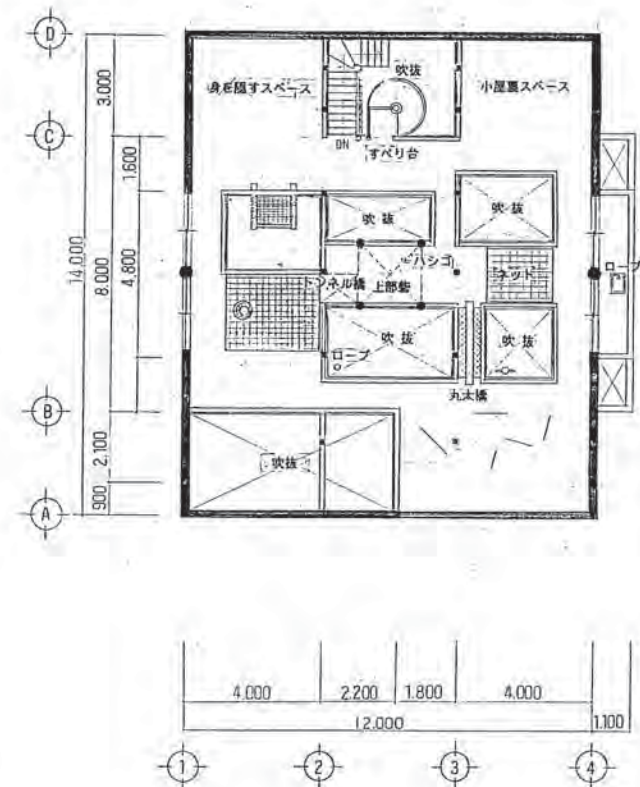 D
吹抜
身を隠すスペース
小屋裏スペース
3.000
C
DN
すべり台
1.600
吹抜
吹抜
14.000
8.000
4.800
ハシゴ
トンネル橋
上部砦
ネット
吹抜
吹抜
ロープ
丸太橋
B
2.100
吹抜
900
A
4.000
2.200
1.800
4.000
12.000
1.100
1
2
3
4